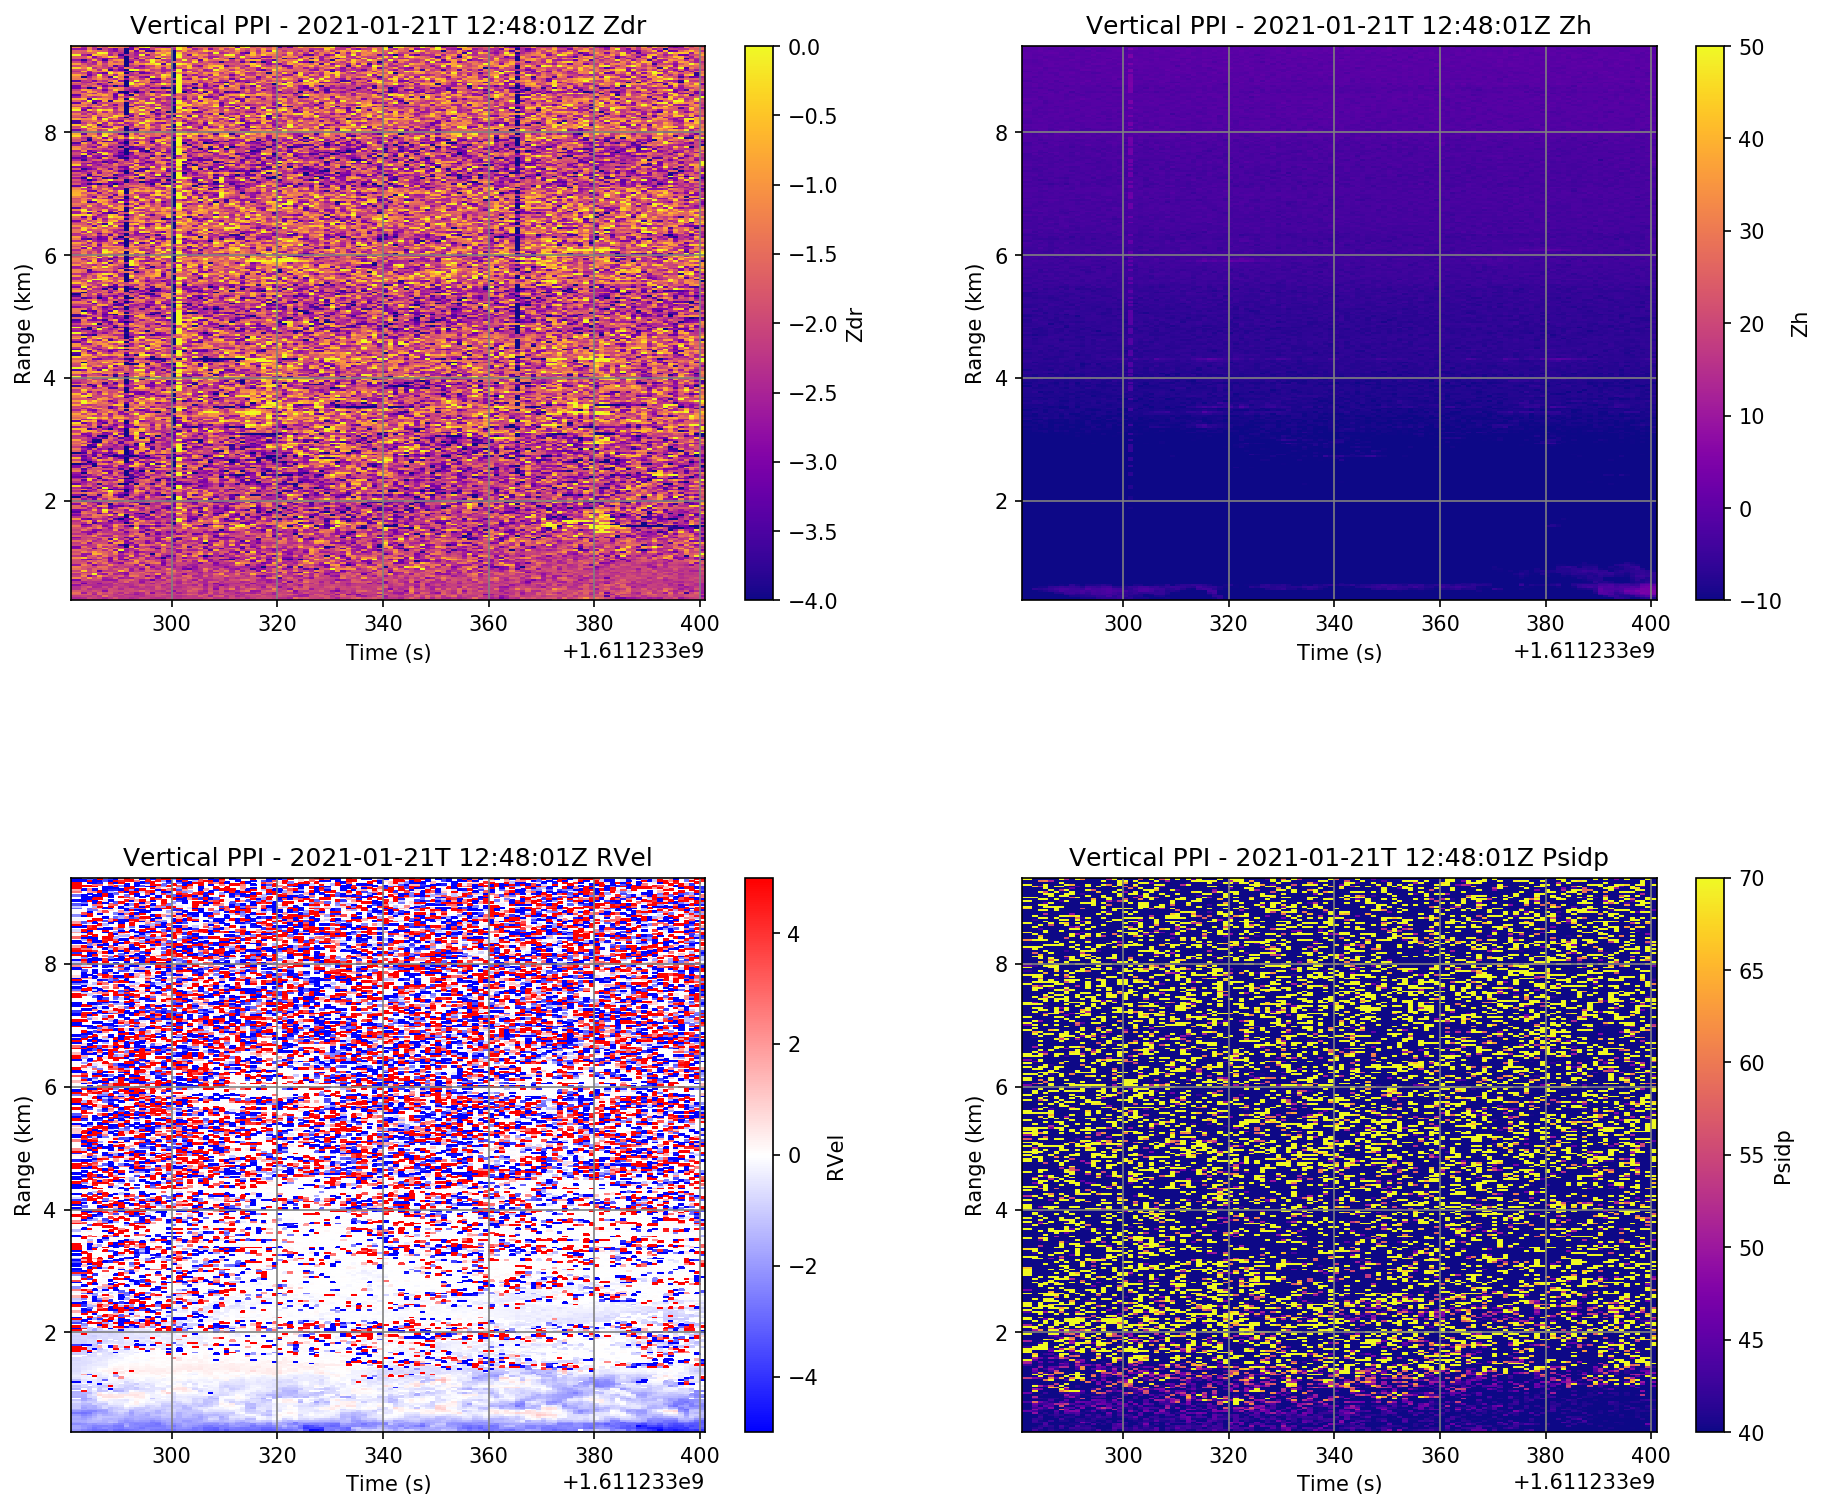 Vertical PPI - 2021-01-21T 12:48:01Z Zdr
Range (km)
8
6
4
2
300 320 340 360 380 400
Time (s)
+1.611233e9
0.0
−0.5
−1.0
−1.5
−2.0
−2.5
−3.0
−3.5
−4.0
Zdr
Vertical PPI - 2021-01-21T 12:48:01Z Zh
Range (km)
8
6
4
2
300 320 340 360 380 400
Time (s)
+1.611233e9
50
40
30
20
10
0
−10
Zh
Vertical PPI - 2021-01-21T 12:48:01Z RVel
Range (km)
8
6
4
2
300 320 340 360 380 400
Time (s)
+1.611233e9
4
2
0
−2
−4
RVel
Vertical PPI - 2021-01-21T 12:48:01Z Psidp
Range (km)
8
6
4
2
300 320 340 360 380 400
Time (s)
+1.611233e9
70
65
60
55
50
45
40
Psidp